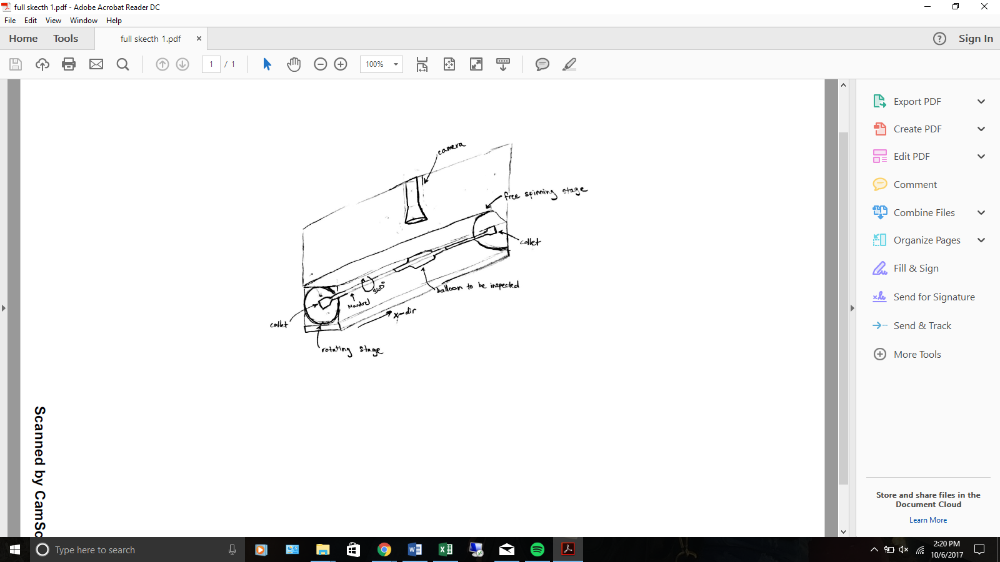 full skecth 1.pdf - Adobe Acrobat Reader DC
File Edit View Window Help
Home Tools full skecth 1.pdf × ? Sign In
1 / 1 100%
camera
free spinning stage
collet
balloon to be inspected
360°
Mandrel
x-dir
collet
rotating stage
Scanned by CamSc
Export PDF
Create PDF
Edit PDF
Comment
Combine Files
Organize Pages
Fill & Sign
Send for Signature
Send & Track
More Tools
Store and share files in the
Document Cloud
Learn More
Type here to search
2:20 PM
10/6/2017